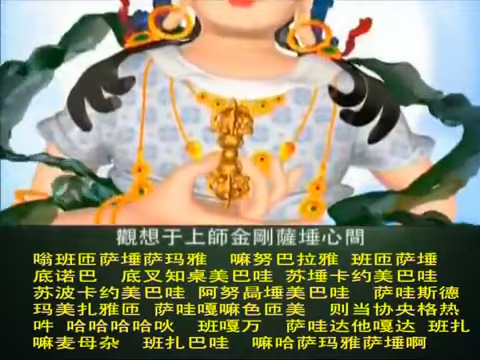 觀想于上師金剛薩埵心間
嗡班匝萨埵萨玛雅 嘛努巴拉雅 班匝萨埵
底诺巴 底叉知桌美巴哇 苏埵卡约美巴哇
苏波卡约美巴哇 阿努晑埵美巴哇 萨哇斯德
玛美扎雅匝 萨哇嘎嘛色匝美 则当协央格热
吽 哈哈哈哈吙 班嘎万 萨哇达他嘎达 班扎
嘛麦母杂 班扎巴哇 嘛哈萨玛雅萨埵啊